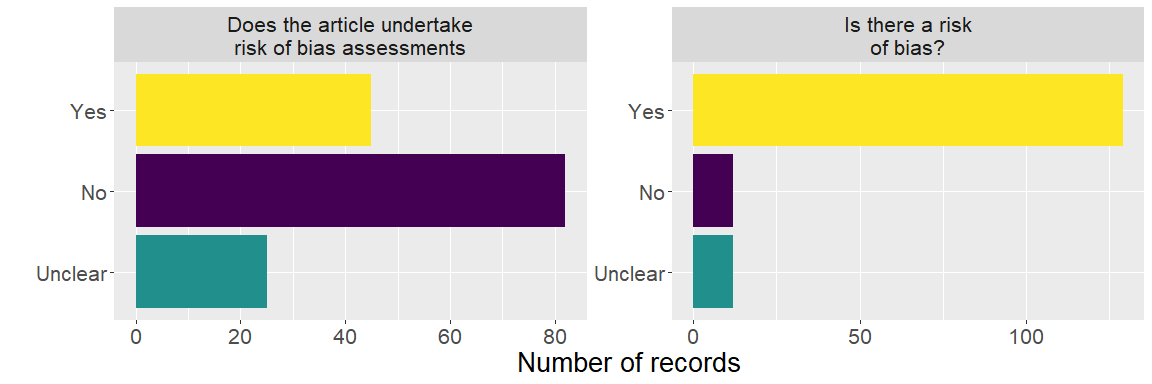 Does the article undertake
risk of bias assessments
Yes
No
Unclear
0 20 40 60 80
Is there a risk
of bias?
Yes
No
Unclear
0 50 100
Number of records